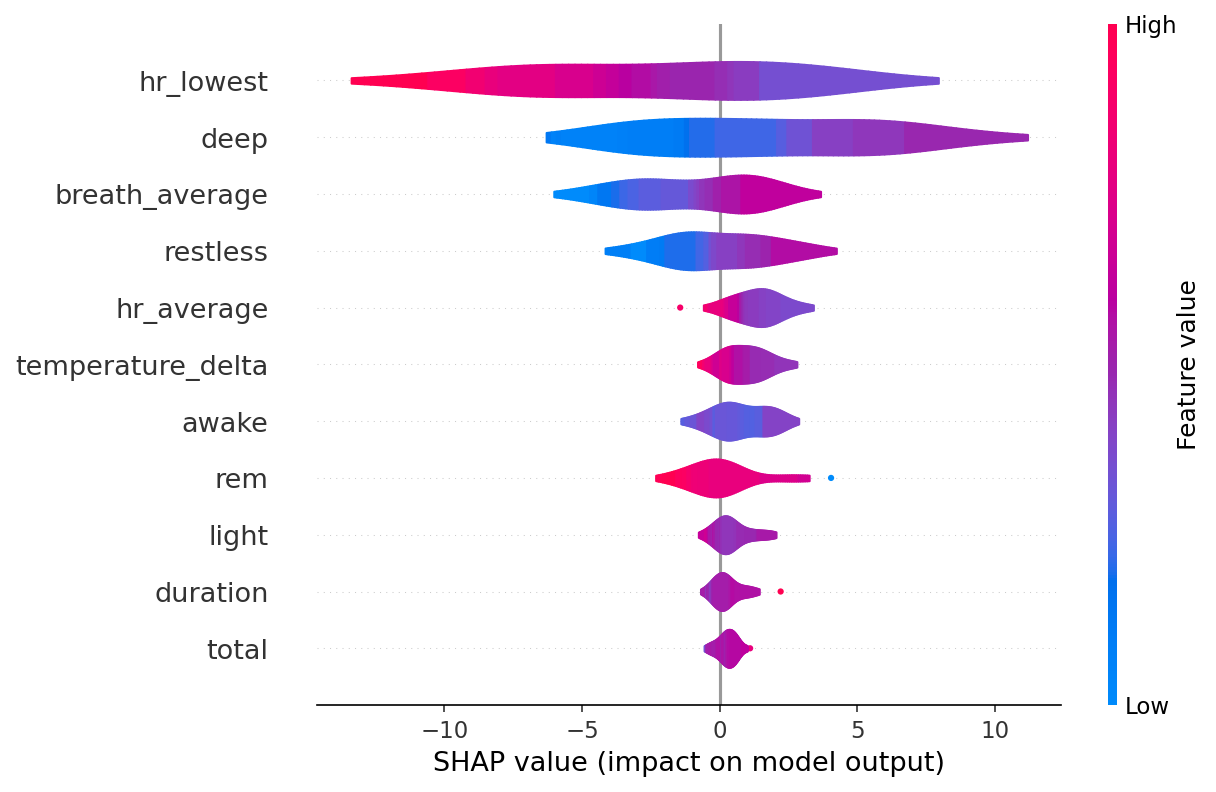 High
hr_lowest
deep
breath_average
restless
hr_average
temperature_delta
awake
rem
light
duration
total
Feature value
Low
−10 −5 0 5 10
SHAP value (impact on model output)